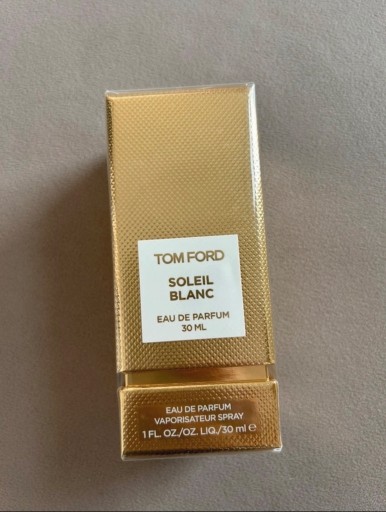 TOM FORD
SOLEIL
BLANC
EAU DE PARFUM
30 ML
EAU DE PARFUM
VAPORISATEUR SPRAY
1 FL. OZ./OZ. LIQ./30 ml ℮